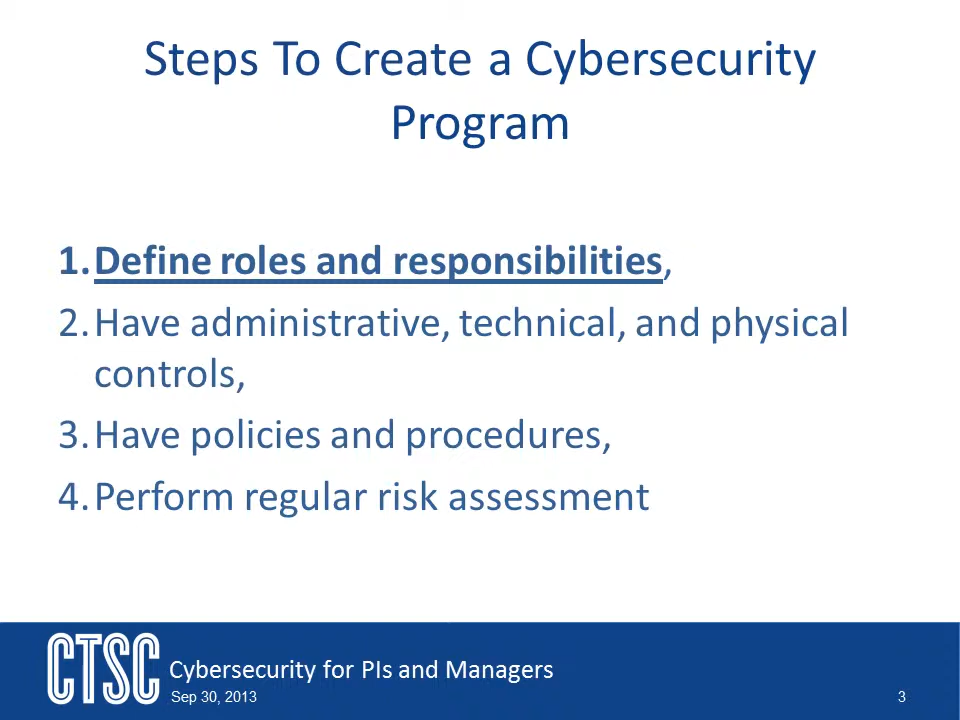 Steps To Create a Cybersecurity
Program
1. Define roles and responsibilities,
2. Have administrative, technical, and physical
controls,
3. Have policies and procedures,
4. Perform regular risk assessment
CTSC
Cybersecurity for PIs and Managers
Sep 30, 2013
3